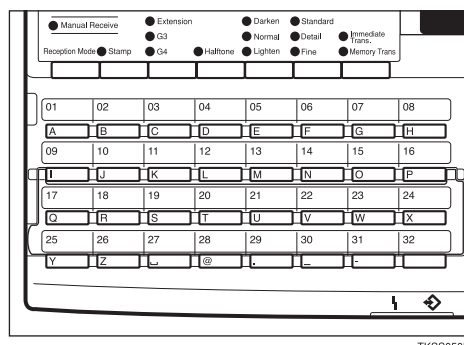 Manual Receive Extension Darken Standard
G3 Normal Detail Immediate Trans.
Reception Mode Stamp G4 Halftone Lighten Fine Memory Trans
01 02 03 04 05 06 07 08
A B C D E F G H
09 10 11 12 13 14 15 16
I J K L M N O P
17 18 19 20 21 22 23 24
Q R S T U V W X
25 26 27 28 29 30 31 32
Y Z ⎵ @ . _ -